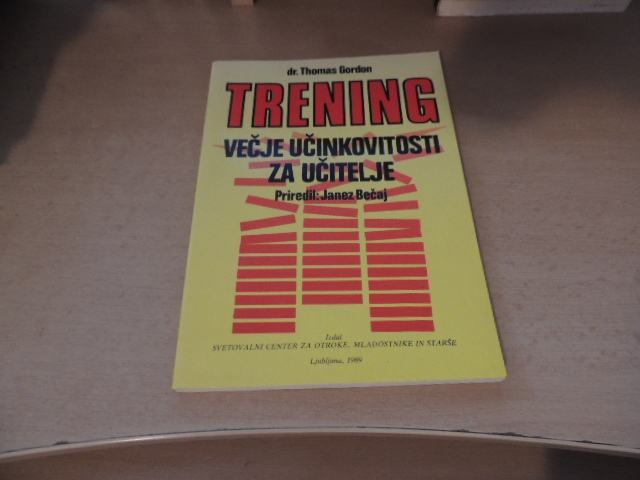 dr. Thomas Gordon
TRENING
VEČJE UČINKOVITOSTI
ZA UČITELJE
Priredil: Janez Bečaj
Izdal
SVETOVALNI CENTER ZA OTROKE, MLADOSTNIKE IN STARŠE
Ljubljana, 1989